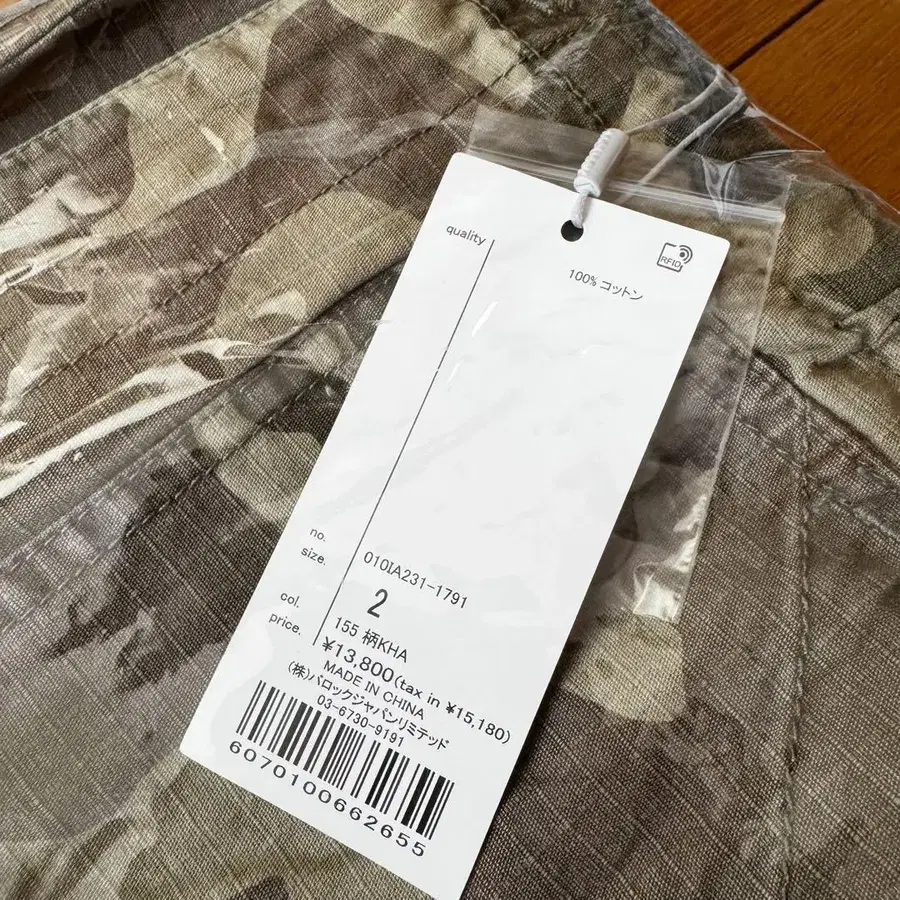 quality
RFID
100% コットン
no. 010IA231-1791
size. 2
col. 155 柄KHA
price. ¥13,800(tax in ¥15,180)
MADE IN CHINA
(株)バロックジャパンリミテッド
03-6730-9191
6070100662655